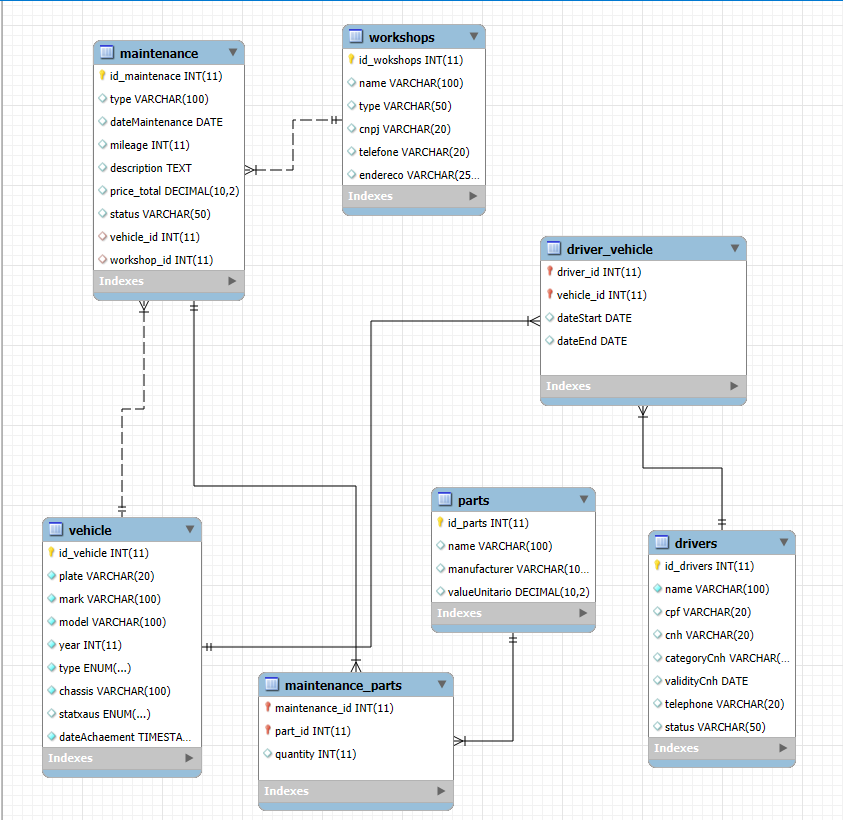 maintenance
id_maintenace INT(11)
type VARCHAR(100)
dateMaintenance DATE
mileage INT(11)
description TEXT
price_total DECIMAL(10,2)
status VARCHAR(50)
vehicle_id INT(11)
workshop_id INT(11)
Indexes
workshops
id_wokshops INT(11)
name VARCHAR(100)
type VARCHAR(50)
cnpj VARCHAR(20)
telefone VARCHAR(20)
endereco VARCHAR(25...
Indexes
driver_vehicle
driver_id INT(11)
vehicle_id INT(11)
dateStart DATE
dateEnd DATE
Indexes
vehicle
id_vehicle INT(11)
plate VARCHAR(20)
mark VARCHAR(100)
model VARCHAR(100)
year INT(11)
type ENUM(...)
chassis VARCHAR(100)
statxaus ENUM(...)
dateAchaement TIMESTA...
Indexes
parts
id_parts INT(11)
name VARCHAR(100)
manufacturer VARCHAR(10...
valueUnitario DECIMAL(10,2)
Indexes
drivers
id_drivers INT(11)
name VARCHAR(100)
cpf VARCHAR(20)
cnh VARCHAR(20)
categoryCnh VARCHAR(...
validityCnh DATE
telephone VARCHAR(20)
status VARCHAR(50)
Indexes
maintenance_parts
maintenance_id INT(11)
part_id INT(11)
quantity INT(11)
Indexes